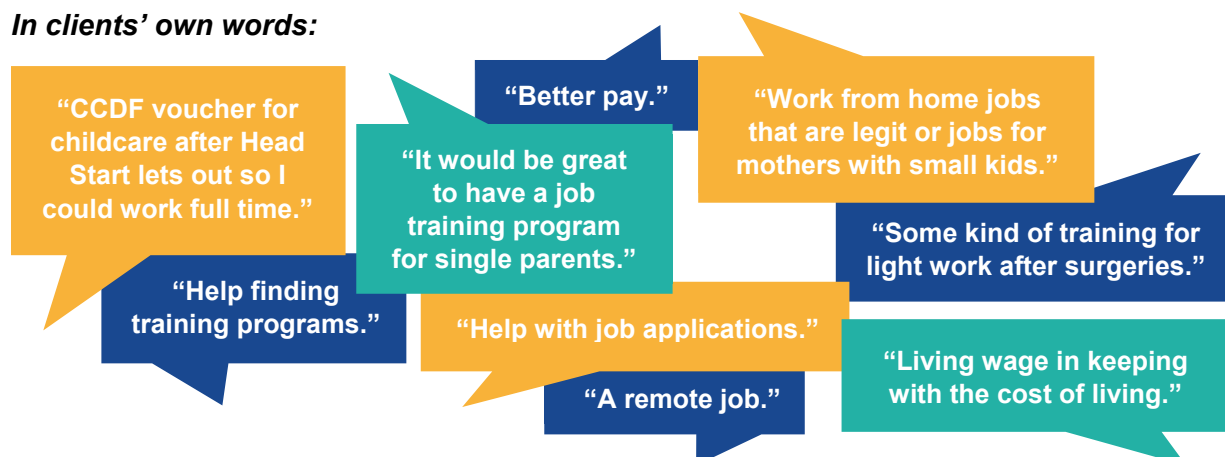 In clients’ own words:
“CCDF voucher for
childcare after Head
Start lets out so I
could work full time.”
“Better pay.”
“Work from home jobs
that are legit or jobs for
mothers with small kids.”
“It would be great
to have a job
training program
for single parents.”
“Some kind of training for
light work after surgeries.”
“Help finding
training programs.”
“Help with job applications.”
“Living wage in keeping
with the cost of living.”
“A remote job.”